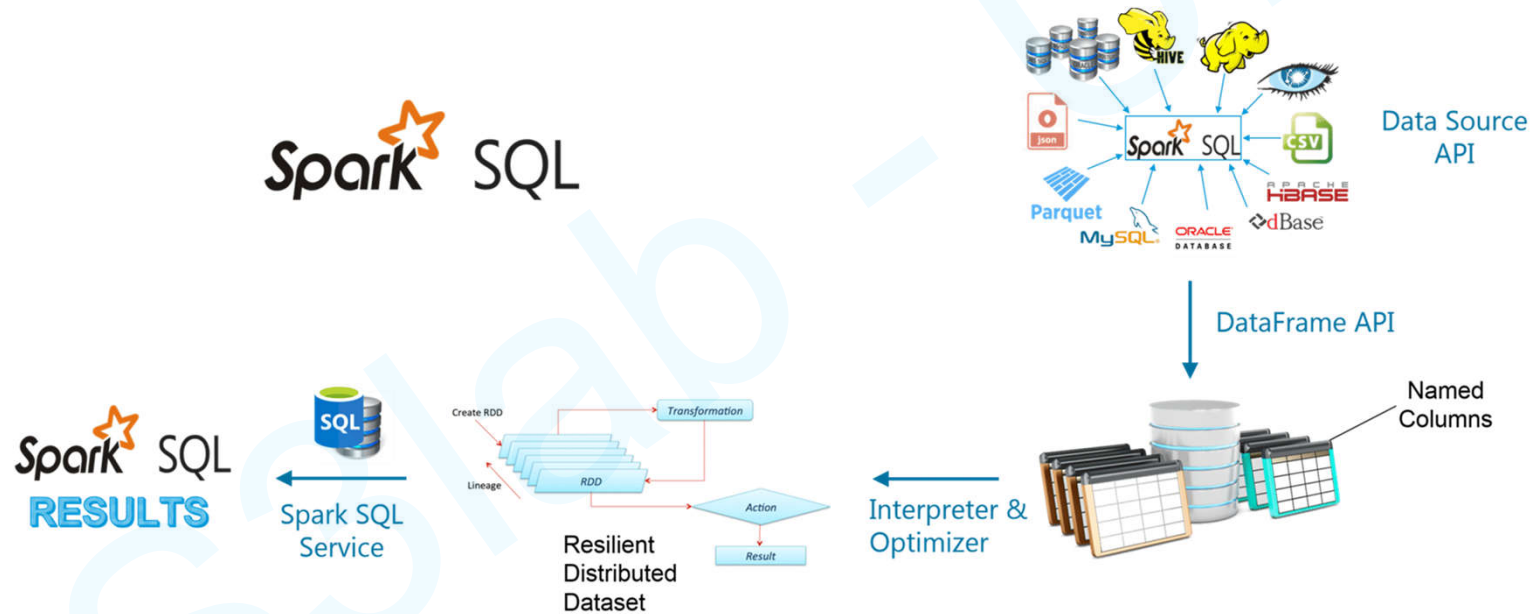 Spark SQL
HIVE
json
Spark SQL
CSV
Data Source
API
APACHE
HBASE
Parquet
dBase
MySQL
ORACLE
DATABASE
DataFrame API
Named
Columns
SQL
Create RDD
Transformation
Spark SQL
RESULTS
Lineage
RDD
Spark SQL
Service
Action
Interpreter &
Optimizer
Resilient
Distributed
Dataset
Result